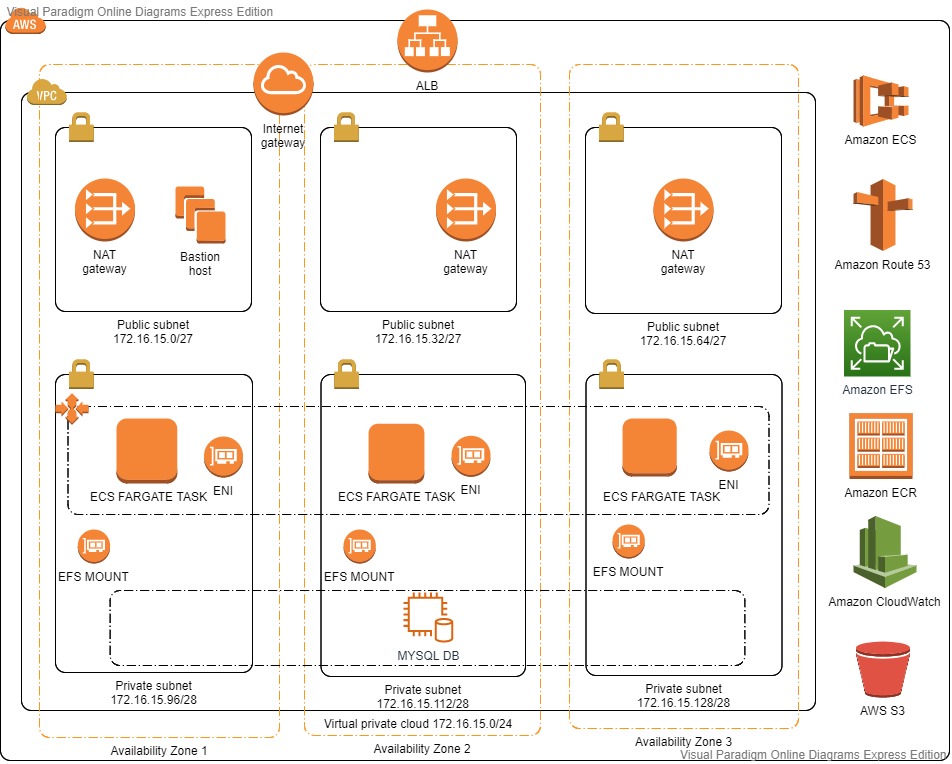 Visual Paradigm Online Diagrams Express Edition
AWS
ALB
VPC
Internet
gateway
NAT
gateway
Bastion
host
NAT
gateway
NAT
gateway
Public subnet
172.16.15.0/27
Public subnet
172.16.15.32/27
Public subnet
172.16.15.64/27
ECS FARGATE TASK
ENI
ECS FARGATE TASK
ENI
ECS FARGATE TASK
ENI
EFS MOUNT
EFS MOUNT
EFS MOUNT
MYSQL DB
Private subnet
172.16.15.96/28
Private subnet
172.16.15.112/28
Private subnet
172.16.15.128/28
Virtual private cloud 172.16.15.0/24
Availability Zone 1
Availability Zone 2
Availability Zone 3
Amazon ECS
Amazon Route 53
Amazon EFS
Amazon ECR
Amazon CloudWatch
AWS S3
Visual Paradigm Online Diagrams Express Edition